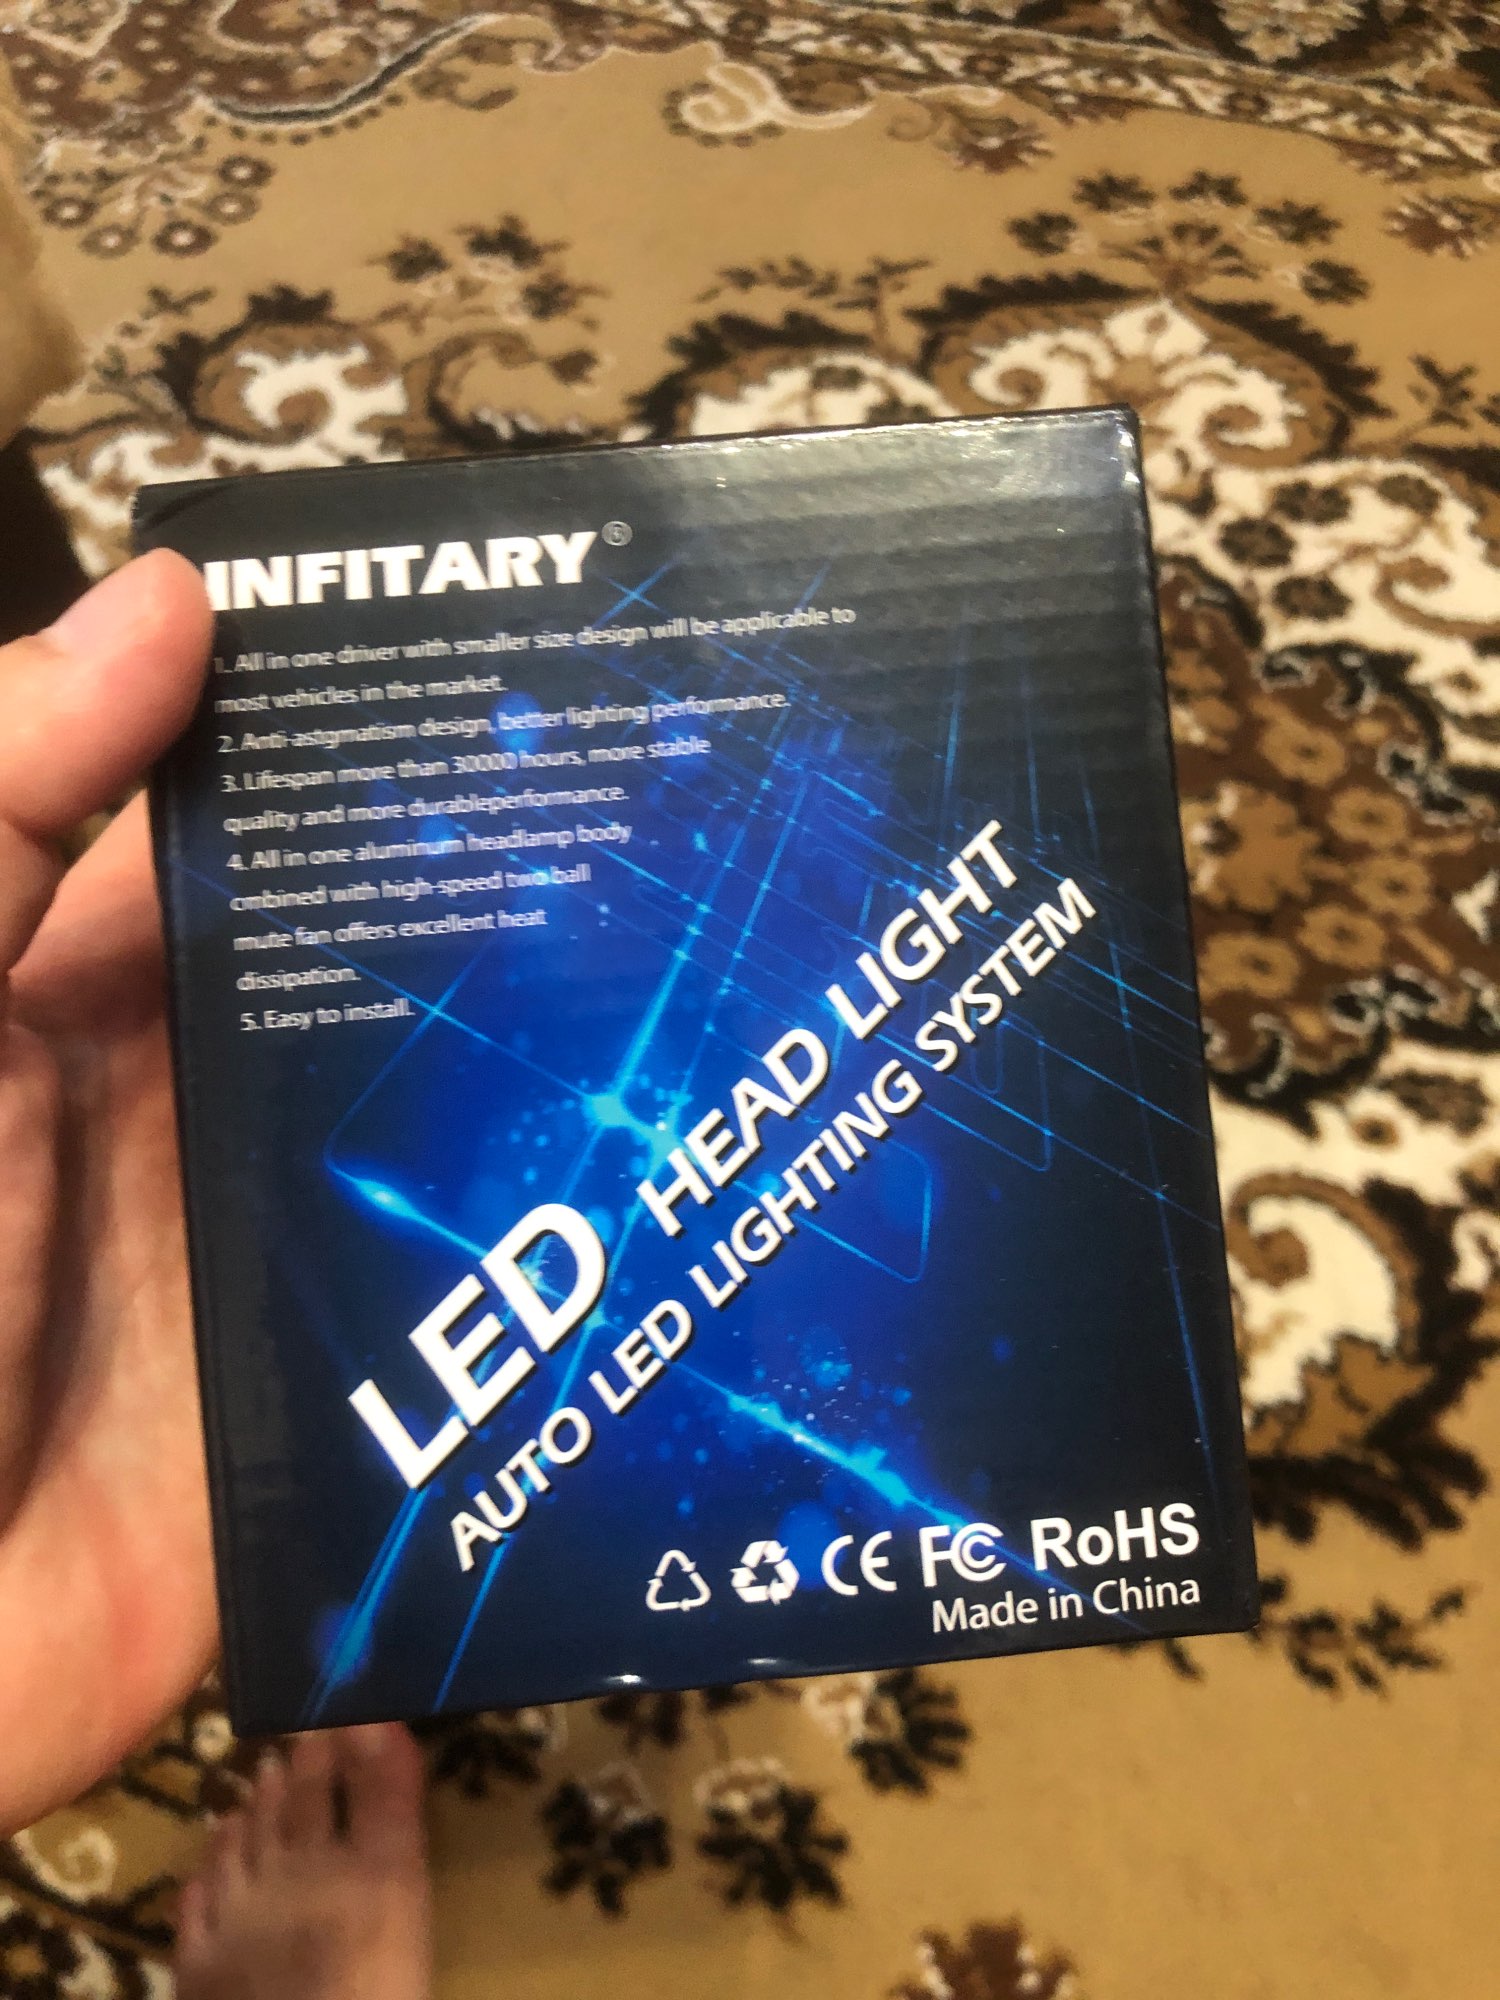 INFITARY®
1. All in one driver with smaller size design will be applicable to
most vehicles in the market.
2. Anti-astgmatism design, better lighting performance.
3. Lifespan more than 30000 hours, more stable
quality and more durableperformance.
4. All in one aluminum headlamp body
cmbined with high-speed two ball
mute fan offers excellent heat
dissipation.
5. Easy to install.
LED HEAD LIGHT
AUTO LED LIGHTING SYSTEM
CE FC RoHS
Made in China